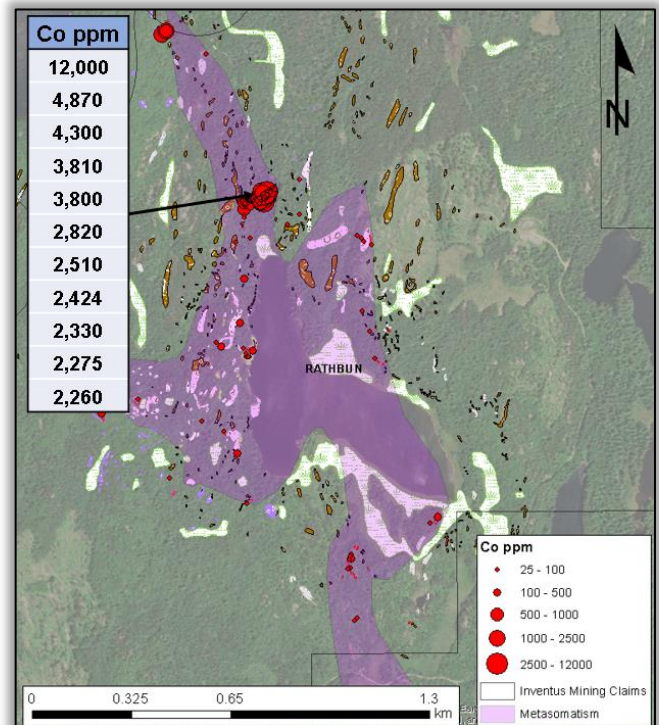 Co ppm
12,000
4,870
4,300
3,810
3,800
2,820
2,510
2,424
2,330
2,275
2,260
N
RATHBUN
Co ppm
25 - 100
100 - 500
500 - 1000
1000 - 2500
2500 - 12000
Inventus Mining Claims
Metasomatism
0 0.325 0.65 1.3
km